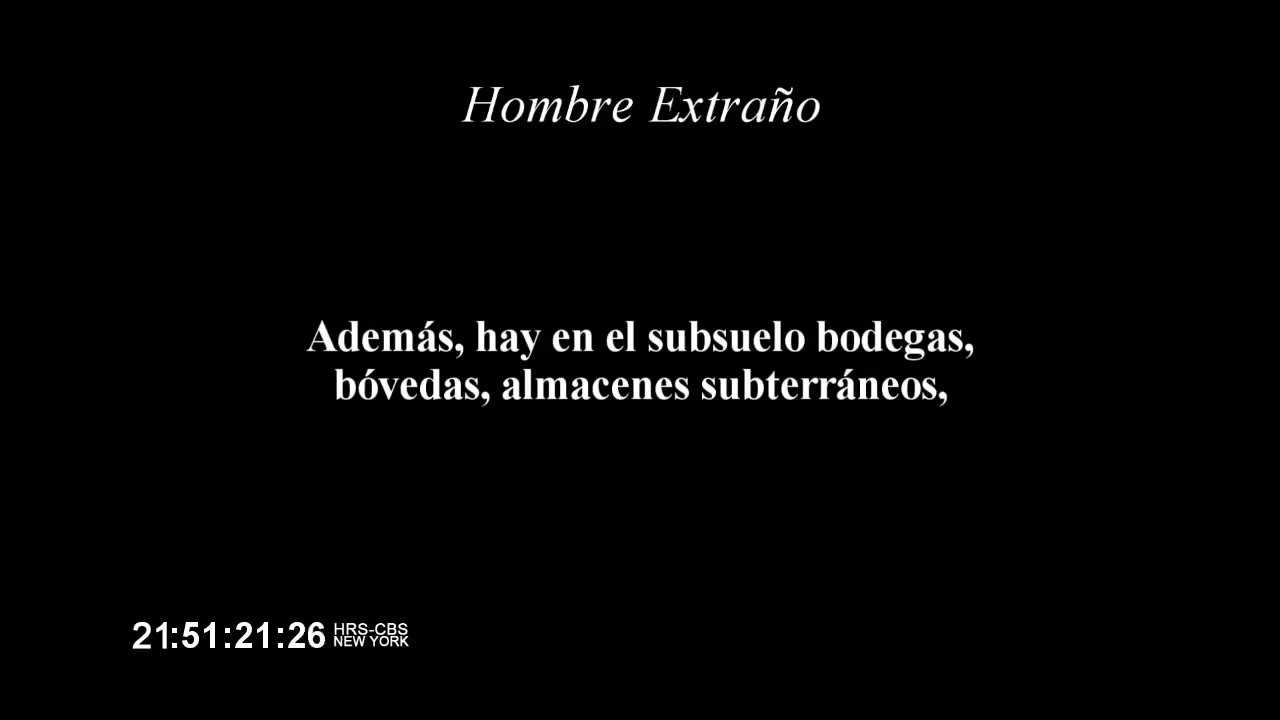 Hombre Extraño
Además, hay en el subsuelo bodegas,
bóvedas, almacenes subterráneos,
21:51:21:26 HRS-CBS
NEW YORK